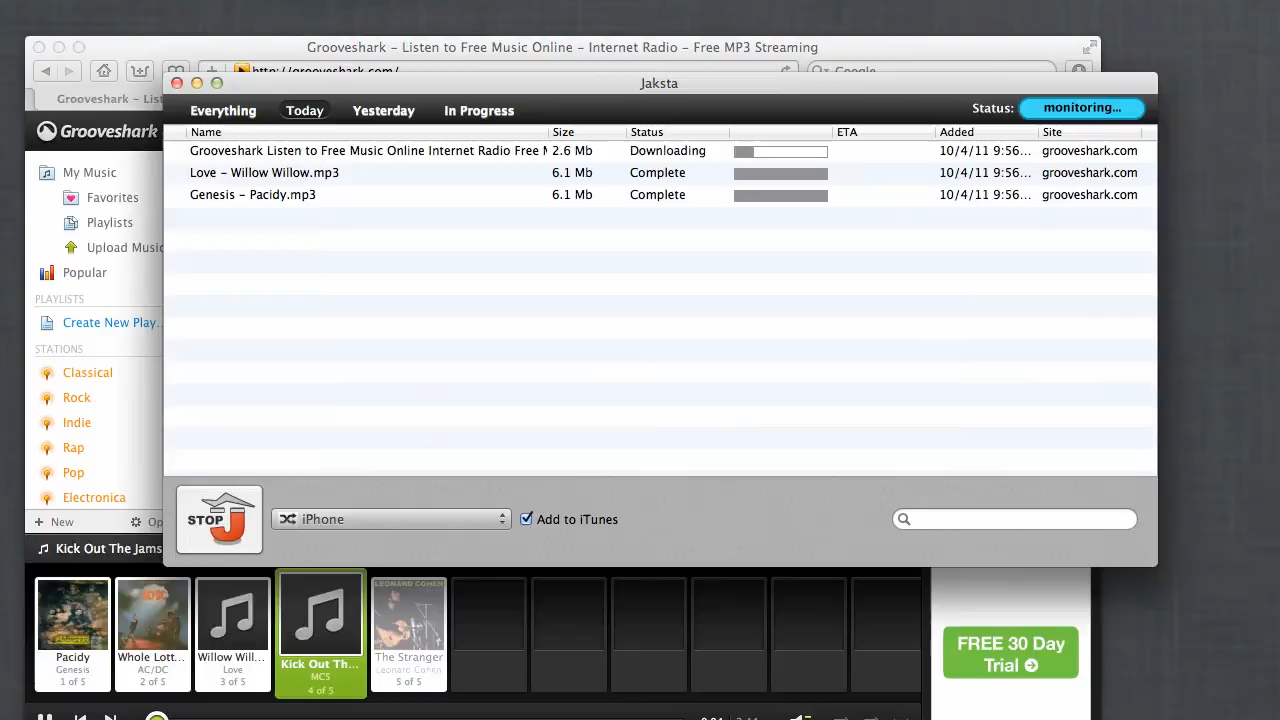 Grooveshark – Listen to Free Music Online – Internet Radio – Free MP3 Streaming
http://grooveshark.com/
Google
Grooveshark – List
Jaksta
Everything Today Yesterday In Progress Status: monitoring...
Name Size Status ETA Added Site
Grooveshark Listen to Free Music Online Internet Radio Free M 2.6 Mb Downloading 10/4/11 9:56... grooveshark.com
Love – Willow Willow.mp3 6.1 Mb Complete 10/4/11 9:56... grooveshark.com
Genesis – Pacidy.mp3 6.1 Mb Complete 10/4/11 9:56... grooveshark.com
Grooveshark
My Music
Favorites
Playlists
Upload Music
Popular
PLAYLISTS
Create New Play...
STATIONS
Classical
Rock
Indie
Rap
Pop
Electronica
+ New Op
STOP J
iPhone
Add to iTunes
Kick Out The Jams
Pacidy
Genesis
1 of 5
Whole Lott...
AC/DC
2 of 5
Willow Will...
Love
3 of 5
Kick Out Th...
MC5
4 of 5
LEONARD COHEN
The Stranger
Leonard Cohen
5 of 5
FREE 30 Day
Trial